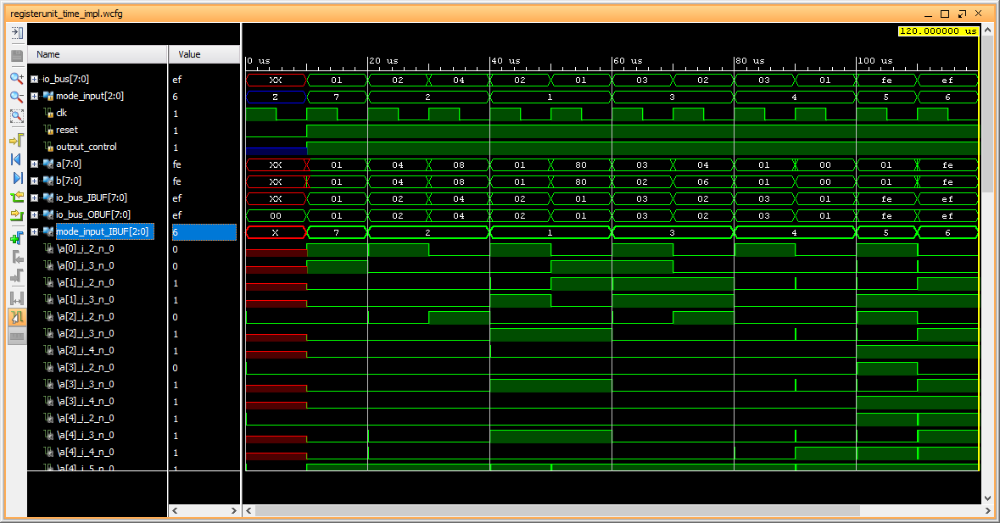 registerunit_time_impl.wcfg
120.000000 us
Name Value
0 us 20 us 40 us 60 us 80 us 100 us
io_bus[7:0] ef XX 01 02 04 02 01 03 02 03 01 fe ef
mode_input[2:0] 6 Z 7 2 1 3 4 5 6
clk 1
reset 1
output_control 1
a[7:0] fe XX 01 04 08 01 80 03 04 01 00 01 fe
b[7:0] fe XX 01 04 08 01 80 02 06 01 00 01 fe
io_bus_IBUF[7:0] ef XX 01 02 04 02 01 03 02 03 01 fe ef
io_bus_OBUF[7:0] ef 00 01 02 04 02 01 03 02 03 01 fe ef
mode_input_IBUF[2:0] 6 X 7 2 1 3 4 5 6
\a[0]_i_2_n_0 0
\a[0]_i_3_n_0 0
\a[1]_i_2_n_0 1
\a[1]_i_3_n_0 1
\a[2]_i_2_n_0 0
\a[2]_i_3_n_0 1
\a[2]_i_4_n_0 1
\a[3]_i_2_n_0 0
\a[3]_i_3_n_0 1
\a[3]_i_4_n_0 1
\a[4]_i_2_n_0 1
\a[4]_i_3_n_0 1
\a[4]_i_4_n_0 1
\a[4]_i_5_n_0 1